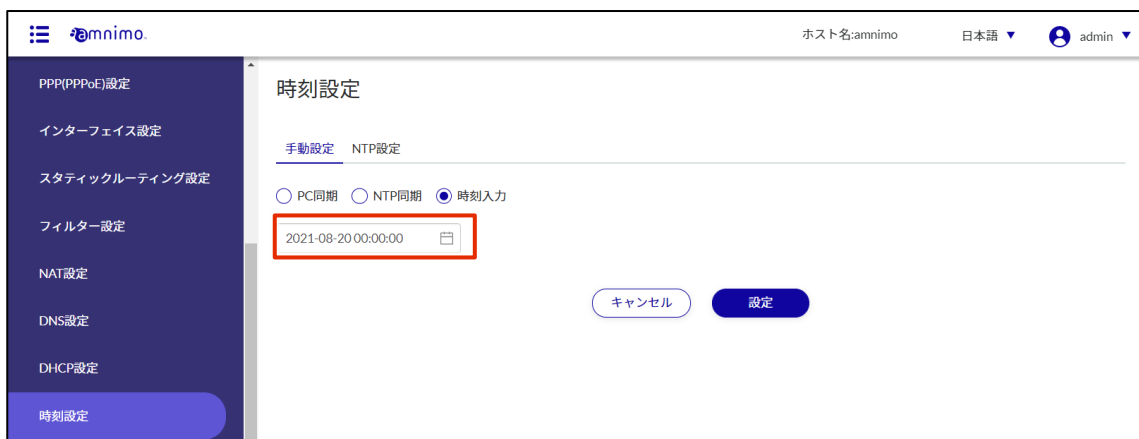 amnimo
ホスト名:amnimo
日本語 ▼
admin ▼
PPP(PPPoE)設定
インターフェイス設定
スタティックルーティング設定
フィルター設定
NAT設定
DNS設定
DHCP設定
時刻設定
時刻設定
手動設定 NTP設定
PC同期 NTP同期 時刻入力
2021-08-20 00:00:00
キャンセル 設定